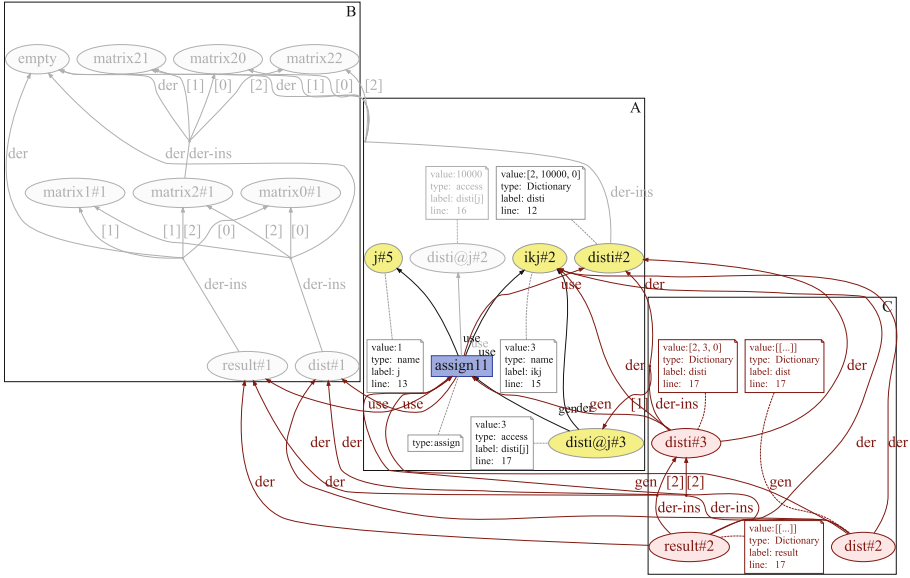 B
empty
matrix21
matrix20
matrix22
der
[1]
[0]
[2]
der
[1]
[0]
[2]
der
der der-ins
matrix1#1
matrix2#1
matrix0#1
[1]
[1]
[2]
[0]
[2]
[0]
der-ins
der-ins
result#1
dist#1
A
value:10000
type: access
label: disti[j]
line: 16
value:[2, 10000, 0]
type: Dictionary
label: disti
line: 12
der-ins
j#5
disti@j#2
ikj#2
disti#2
use
der
use
use
use
value:1
type: name
label: j
line: 13
assign11
value:3
type: name
label: ikj
line: 15
use
use
type:assign
value:3
type: access
label: disti[j]
line: 17
gen
der
gen
disti@j#3
C
der
der
value:[2, 3, 0]
type: Dictionary
label: disti
line: 17
value:[[...]]
type: Dictionary
label: dist
line: 17
[1]
der-ins
disti#3
der
der
der
der
der
der
gen
[2]
[2]
gen
der-ins
der-ins
result#2
value:[[...]]
type: Dictionary
label: result
line: 17
dist#2